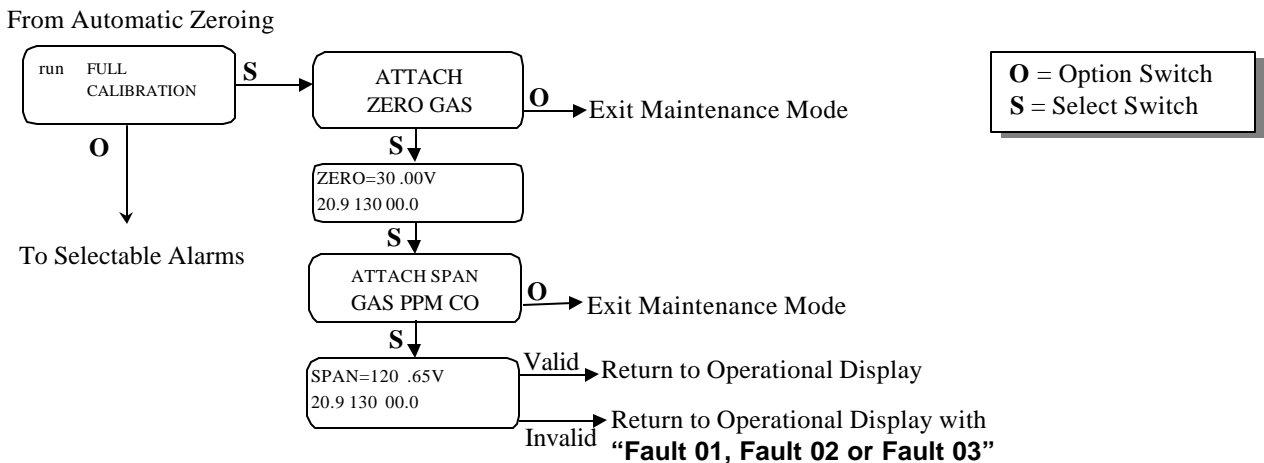 From Automatic Zeroing
run FULL
CALIBRATION
S
O
To Selectable Alarms
ATTACH
ZERO GAS
O
Exit Maintenance Mode
S
ZERO=30 .00V
20.9 130 00.0
S
ATTACH SPAN
GAS PPM CO
O
Exit Maintenance Mode
S
SPAN=120 .65V
20.9 130 00.0
Valid
Return to Operational Display
Invalid
Return to Operational Display with
“Fault 01, Fault 02 or Fault 03”
O = Option Switch
S = Select Switch